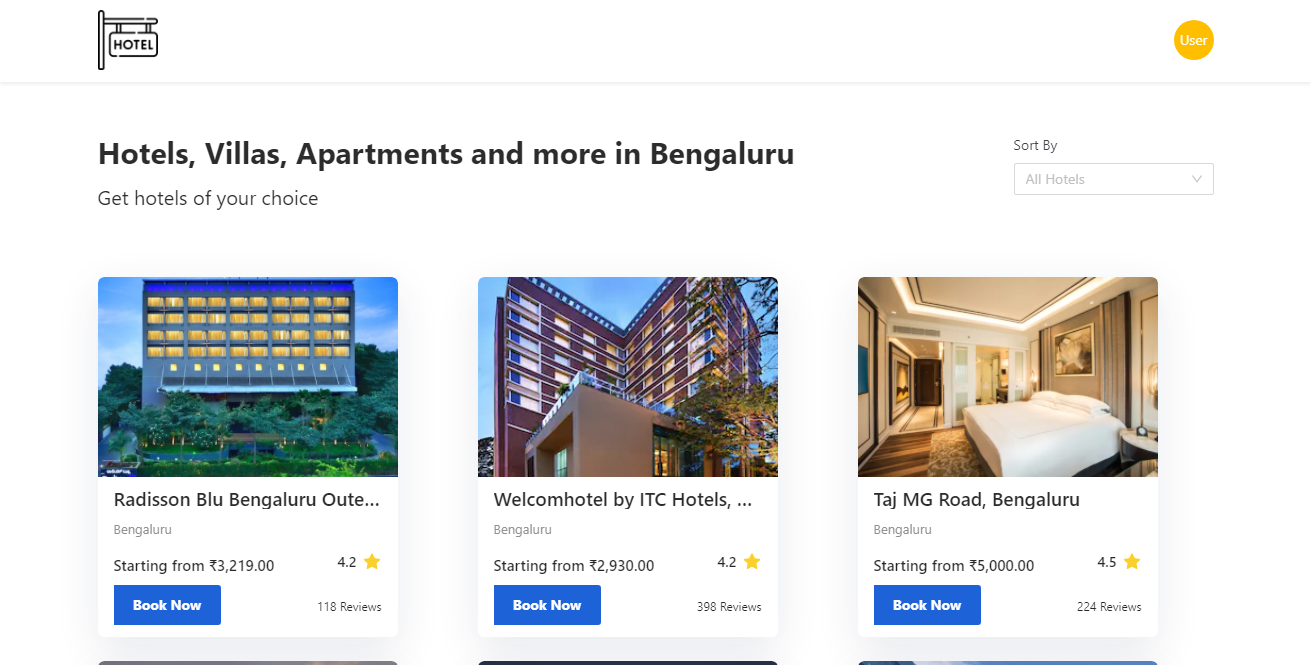 HOTEL
User
Hotels, Villas, Apartments and more in Bengaluru
Get hotels of your choice
Sort By
All Hotels
Radisson Blu Bengaluru Oute...
Bengaluru
Starting from ₹3,219.00
4.2
Book Now
118 Reviews
Welcomhotel by ITC Hotels, ...
Bengaluru
Starting from ₹2,930.00
4.2
Book Now
398 Reviews
Taj MG Road, Bengaluru
Bengaluru
Starting from ₹5,000.00
4.5
Book Now
224 Reviews